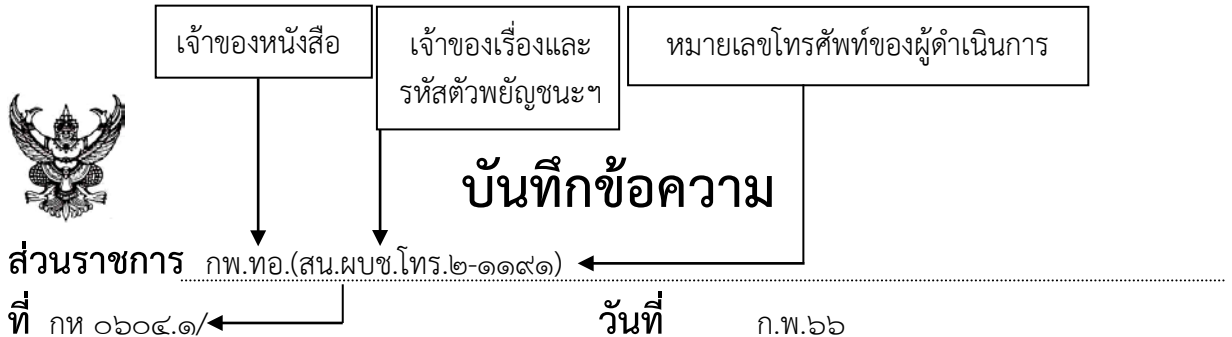 เจ้าของหนังสือ
เจ้าของเรื่องและ
รหัสตัวพยัญชนะฯ
หมายเลขโทรศัพท์ของผู้ดำเนินการ
บันทึกข้อความ
ส่วนราชการ กพ.ทอ.(สน.ผบช.โทร.๒-๑๑๙๑)
ที่ กห ๐๖๐๔.๑/ วันที่ ก.พ.๖๖